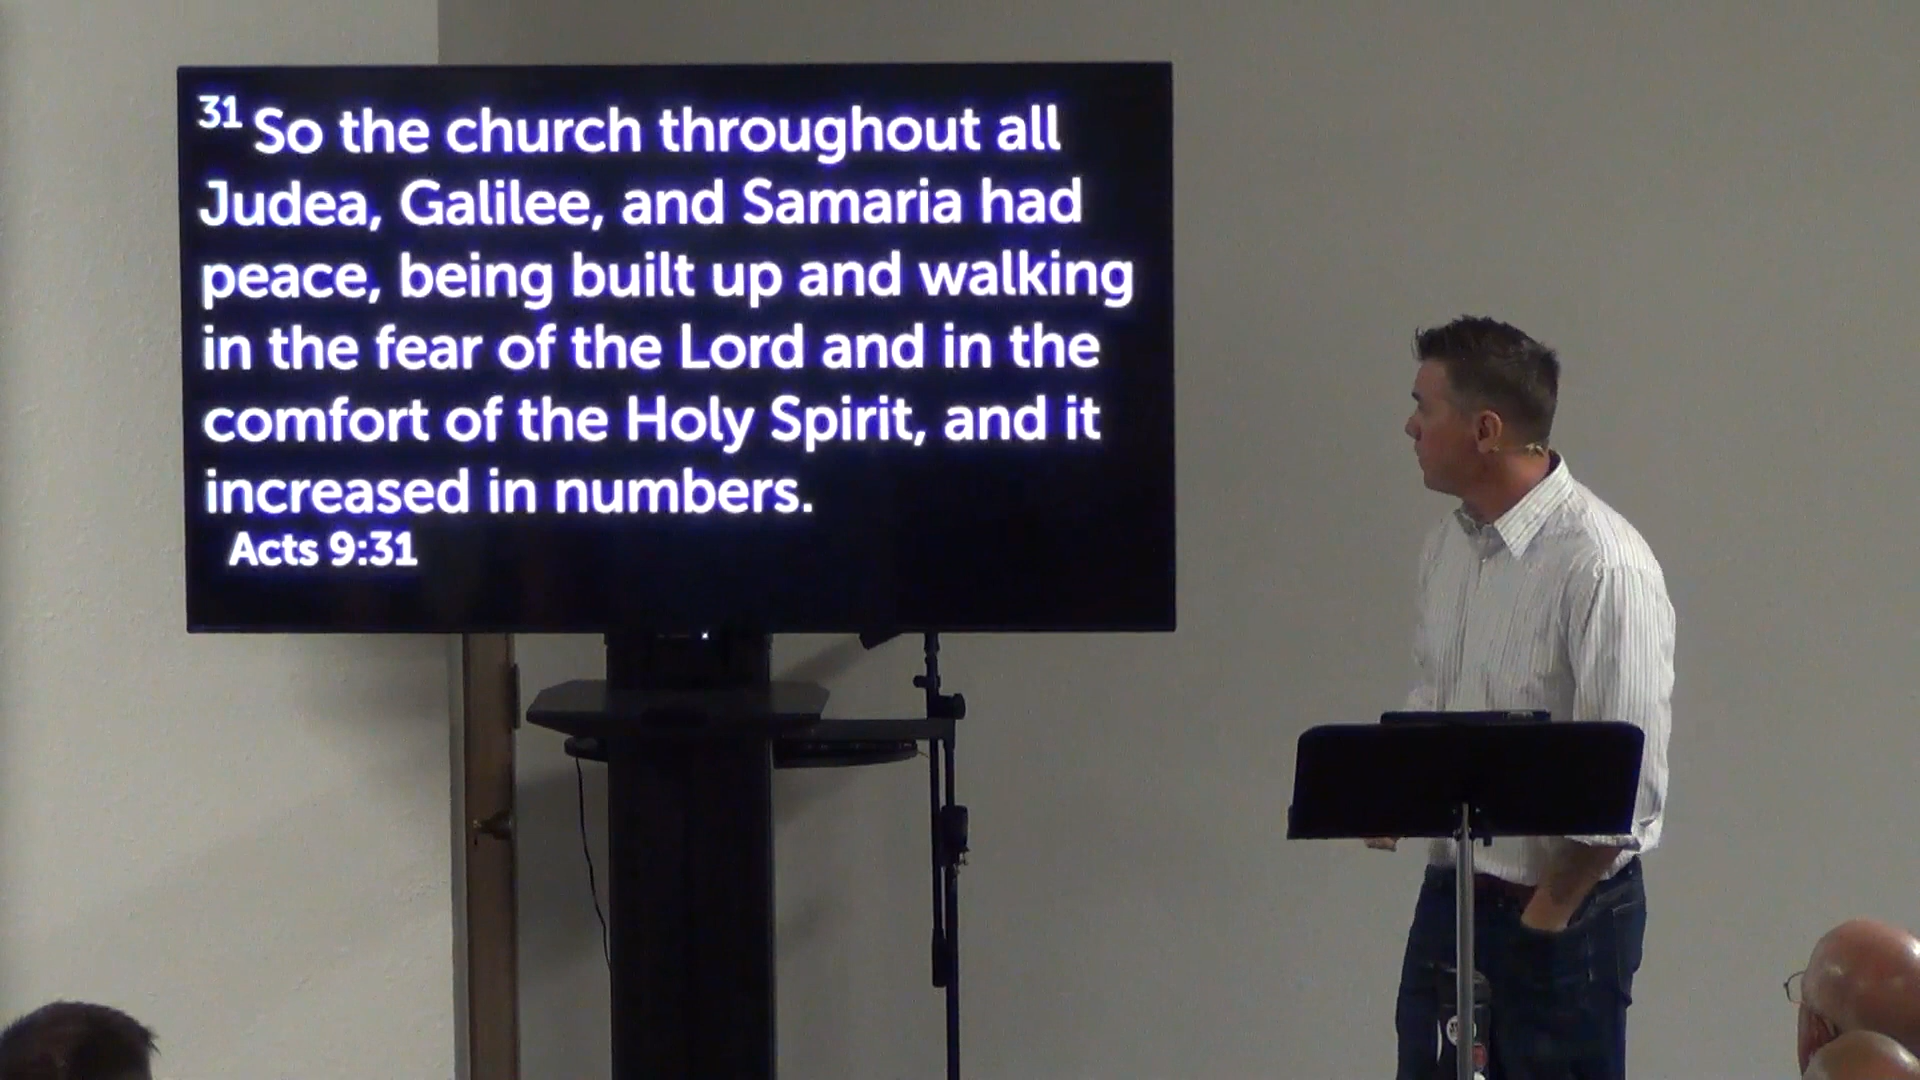 31 So the church throughout all
Judea, Galilee, and Samaria had
peace, being built up and walking
in the fear of the Lord and in the
comfort of the Holy Spirit, and it
increased in numbers.
Acts 9:31